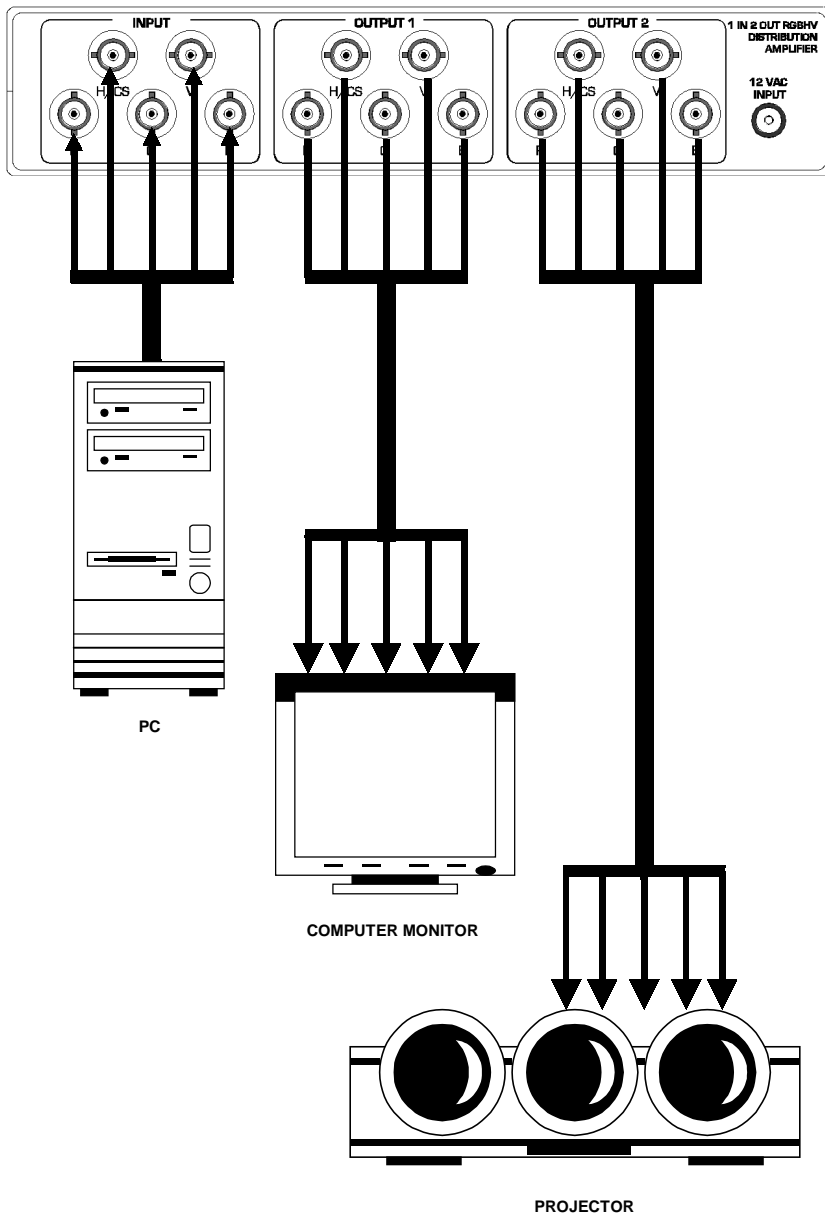 INPUT
OUTPUT 1
OUTPUT 2
1 IN 2 OUT RGBHV
DISTRIBUTION
AMPLIFIER
12 VAC
INPUT
H/CS
V
H/CS
V
H/CS
V
PC
COMPUTER MONITOR
PROJECTOR